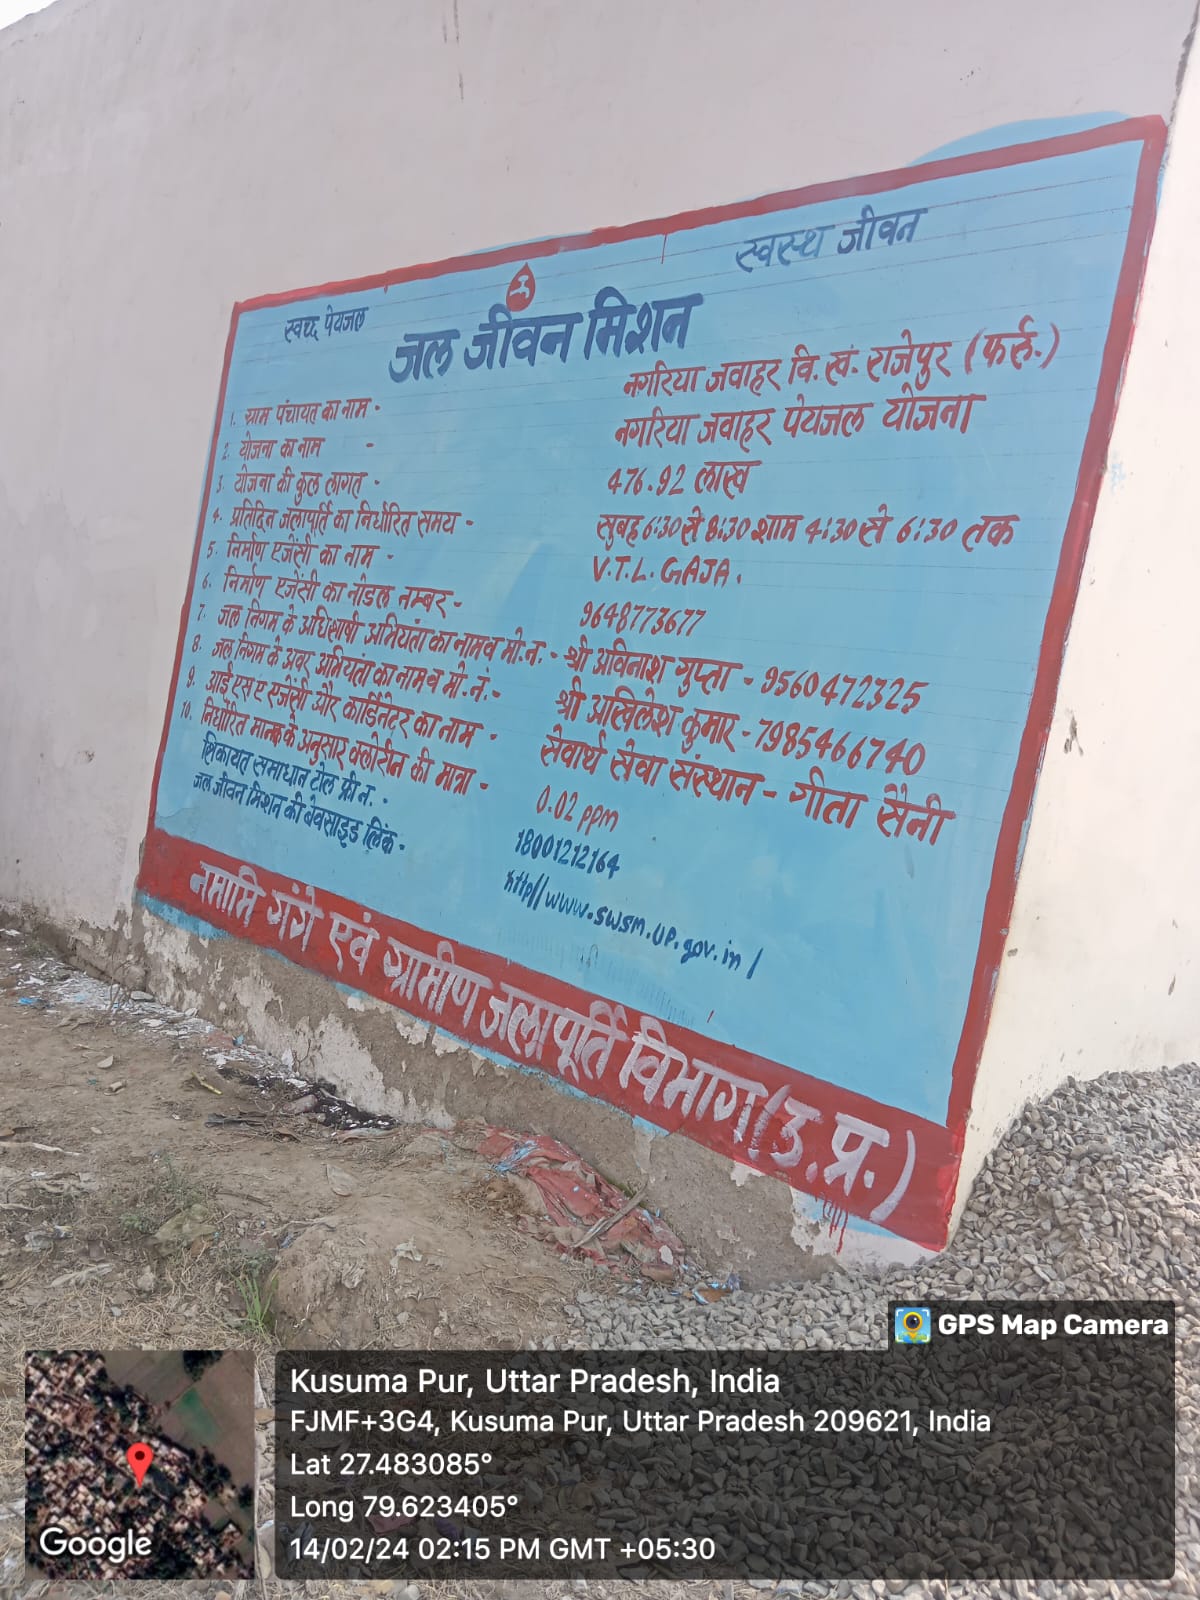 स्वच्छ पेयजल
स्वस्थ जीवन
जल जीवन मिशन
1. ग्राम पंचायत का नाम - नगरिया जवाहर वि. खं. राजेपुर (फर्रु.)
2. योजना का नाम - नगरिया जवाहर पेयजल योजना
3. योजना की कुल लागत - 476.92 लाख
4. प्रतिदिन जलापूर्ति का निर्धारित समय - सुबह 6:30 से 8:30 शाम 4:30 से 6:30 तक
5. निर्माण एजेंसी का नाम - V.T.L. GAJA.
6. निर्माण एजेंसी का नोडल नम्बर - 9648773677
7. जल निगम के अधिशाषी अभियंता का नाम व मो. न. - श्री अविनाश गुप्ता - 9560472325
8. जल निगम के अवर अभियंता का नाम व मो. नं. - श्री अखिलेश कुमार - 7985466740
9. आई एस ए एजेंसी और कार्डिनेटर का नाम - सेवार्थ सेवा संस्थान - गीता सैनी
10. निर्धारित मानक के अनुसार क्लोरीन की मात्रा - 0.02 ppm
शिकायत समाधान टोल फ्री न. - 18001212164
जल जीवन मिशन की बेवसाइड लिंक - http//www.swsm.up.gov.in/
नमामि गंगे एवं ग्रामीण जलापूर्ति विभाग (उ.प्र.)
GPS Map Camera
Kusuma Pur, Uttar Pradesh, India
FJMF+3G4, Kusuma Pur, Uttar Pradesh 209621, India
Lat 27.483085°
Long 79.623405°
14/02/24 02:15 PM GMT +05:30
Google